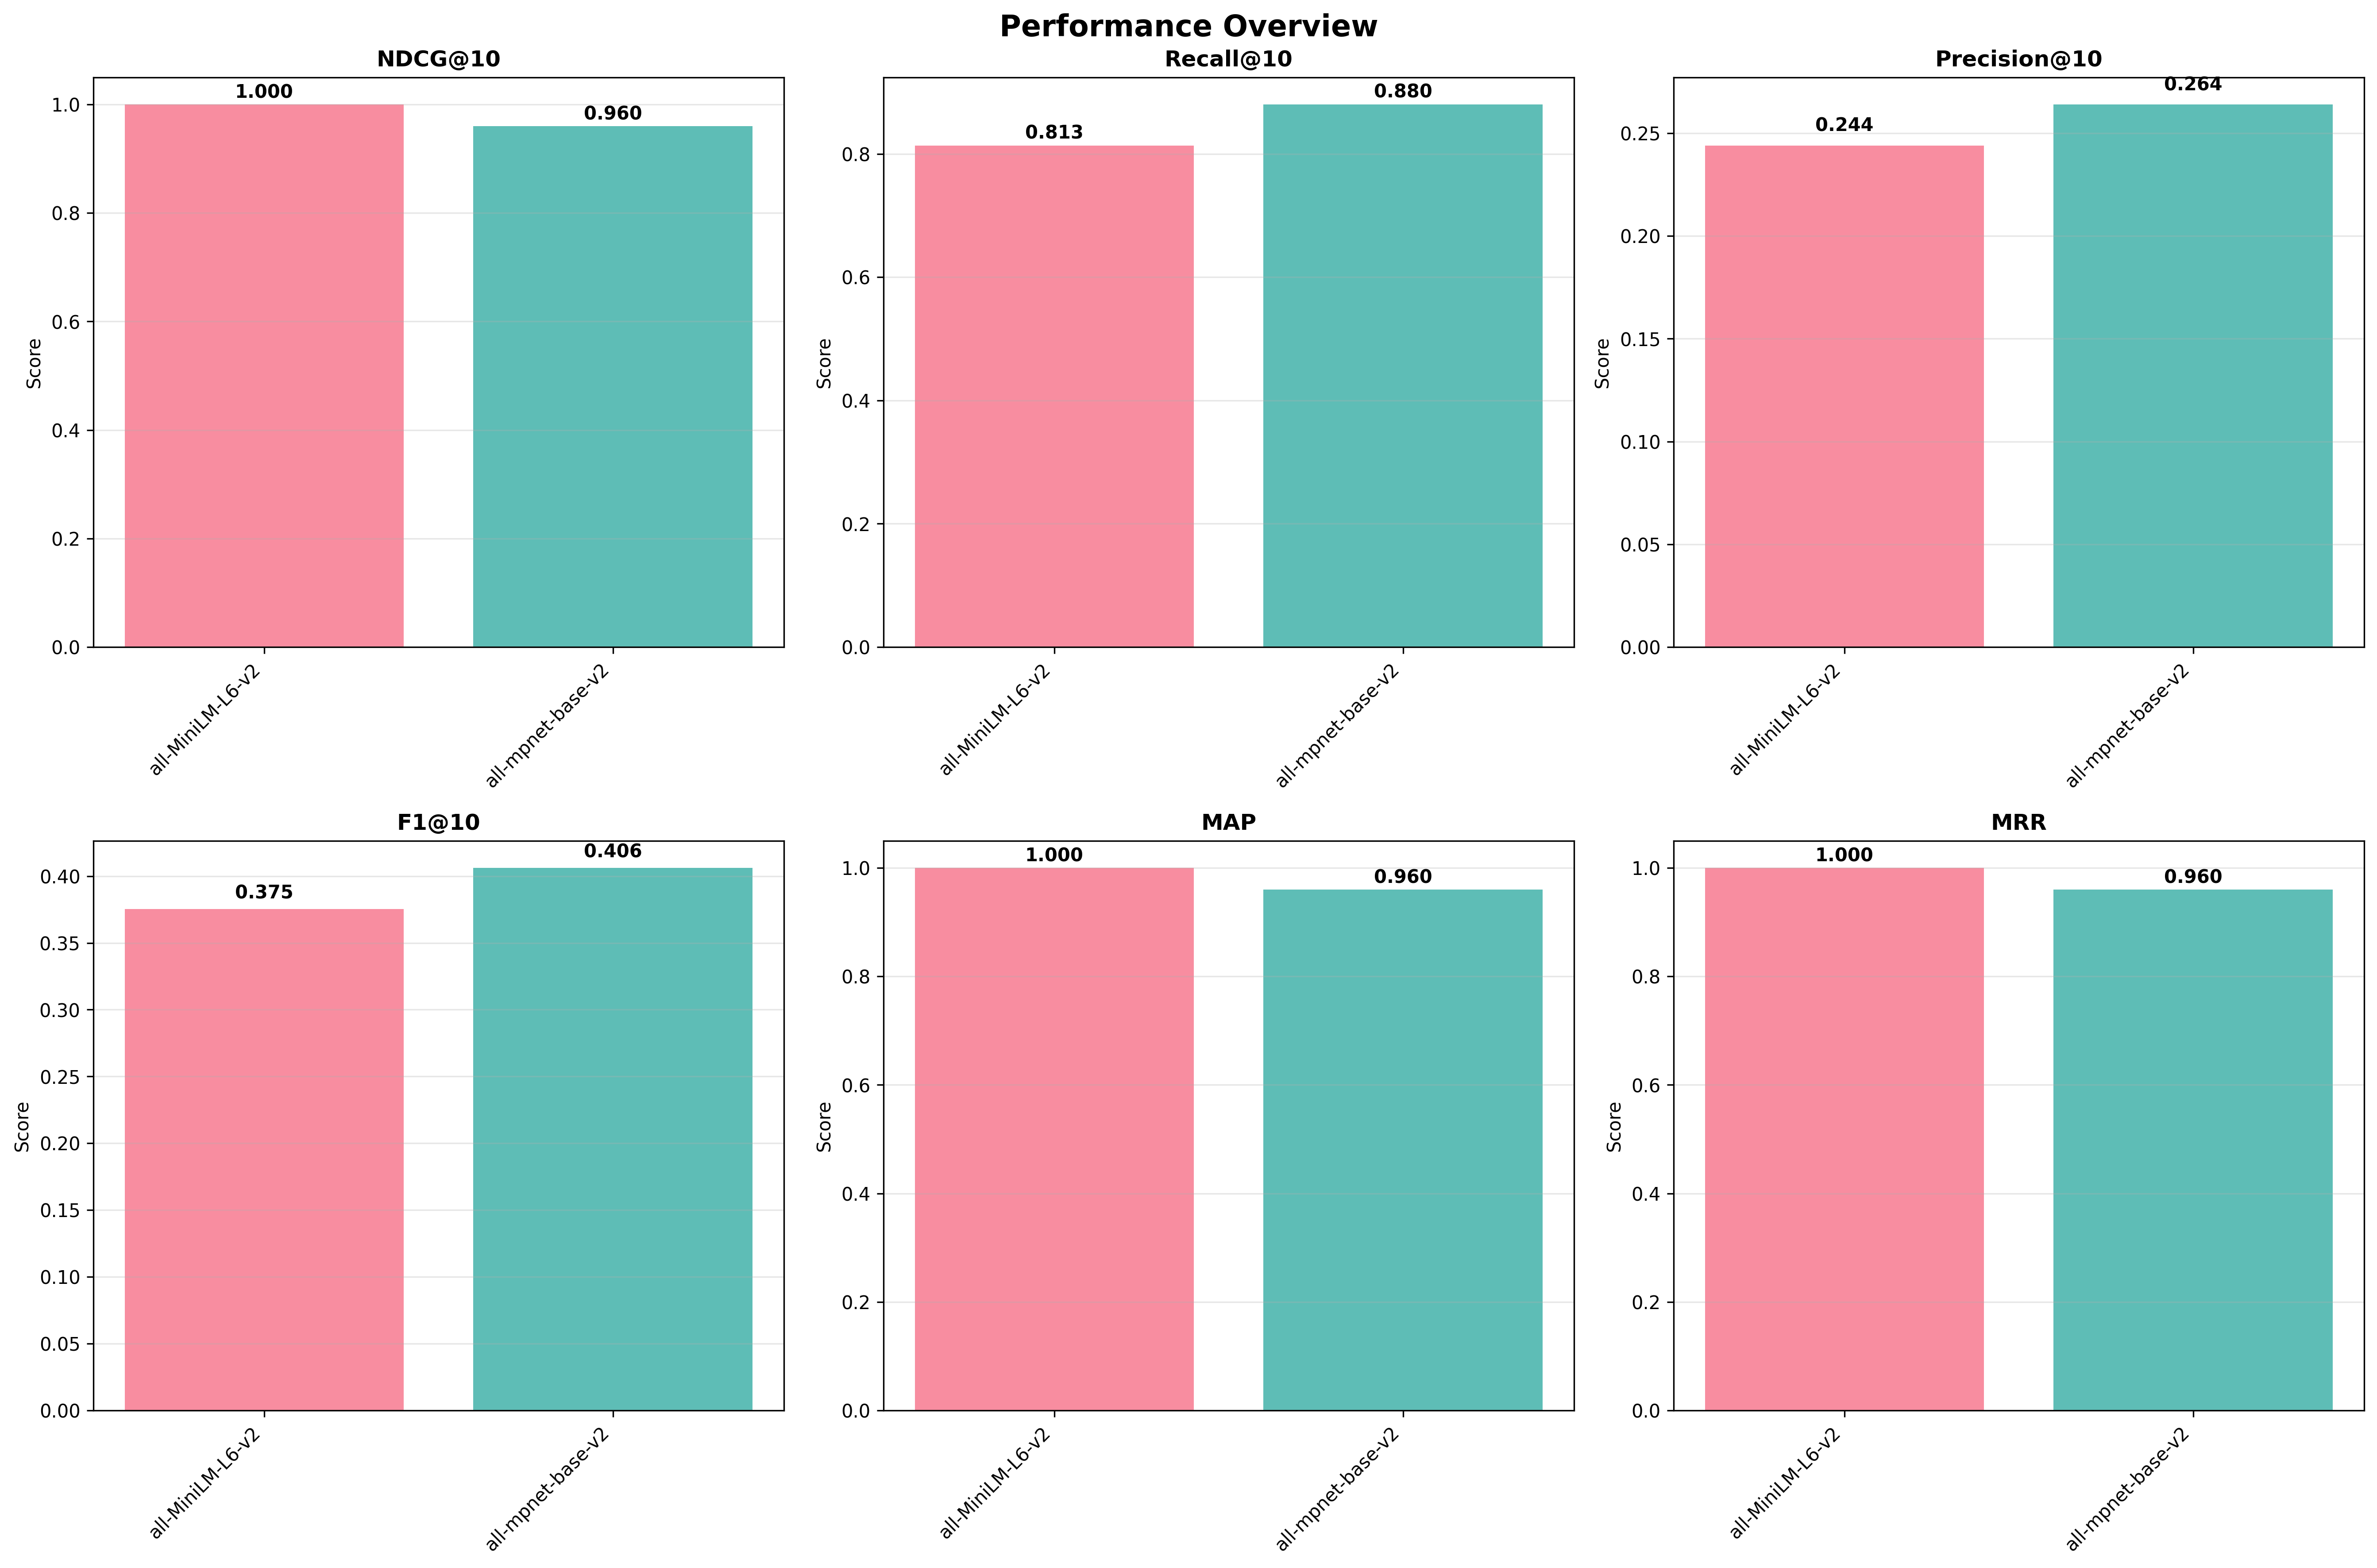 Performance Overview
NDCG@10
Score
1.0
0.8
0.6
0.4
0.2
0.0
1.000
0.960
all-MiniLM-L6-v2
all-mpnet-base-v2
Recall@10
Score
0.8
0.6
0.4
0.2
0.0
0.813
0.880
all-MiniLM-L6-v2
all-mpnet-base-v2
Precision@10
Score
0.25
0.20
0.15
0.10
0.05
0.00
0.244
0.264
all-MiniLM-L6-v2
all-mpnet-base-v2
F1@10
Score
0.40
0.35
0.30
0.25
0.20
0.15
0.10
0.05
0.00
0.375
0.406
all-MiniLM-L6-v2
all-mpnet-base-v2
MAP
Score
1.0
0.8
0.6
0.4
0.2
0.0
1.000
0.960
all-MiniLM-L6-v2
all-mpnet-base-v2
MRR
Score
1.0
0.8
0.6
0.4
0.2
0.0
1.000
0.960
all-MiniLM-L6-v2
all-mpnet-base-v2